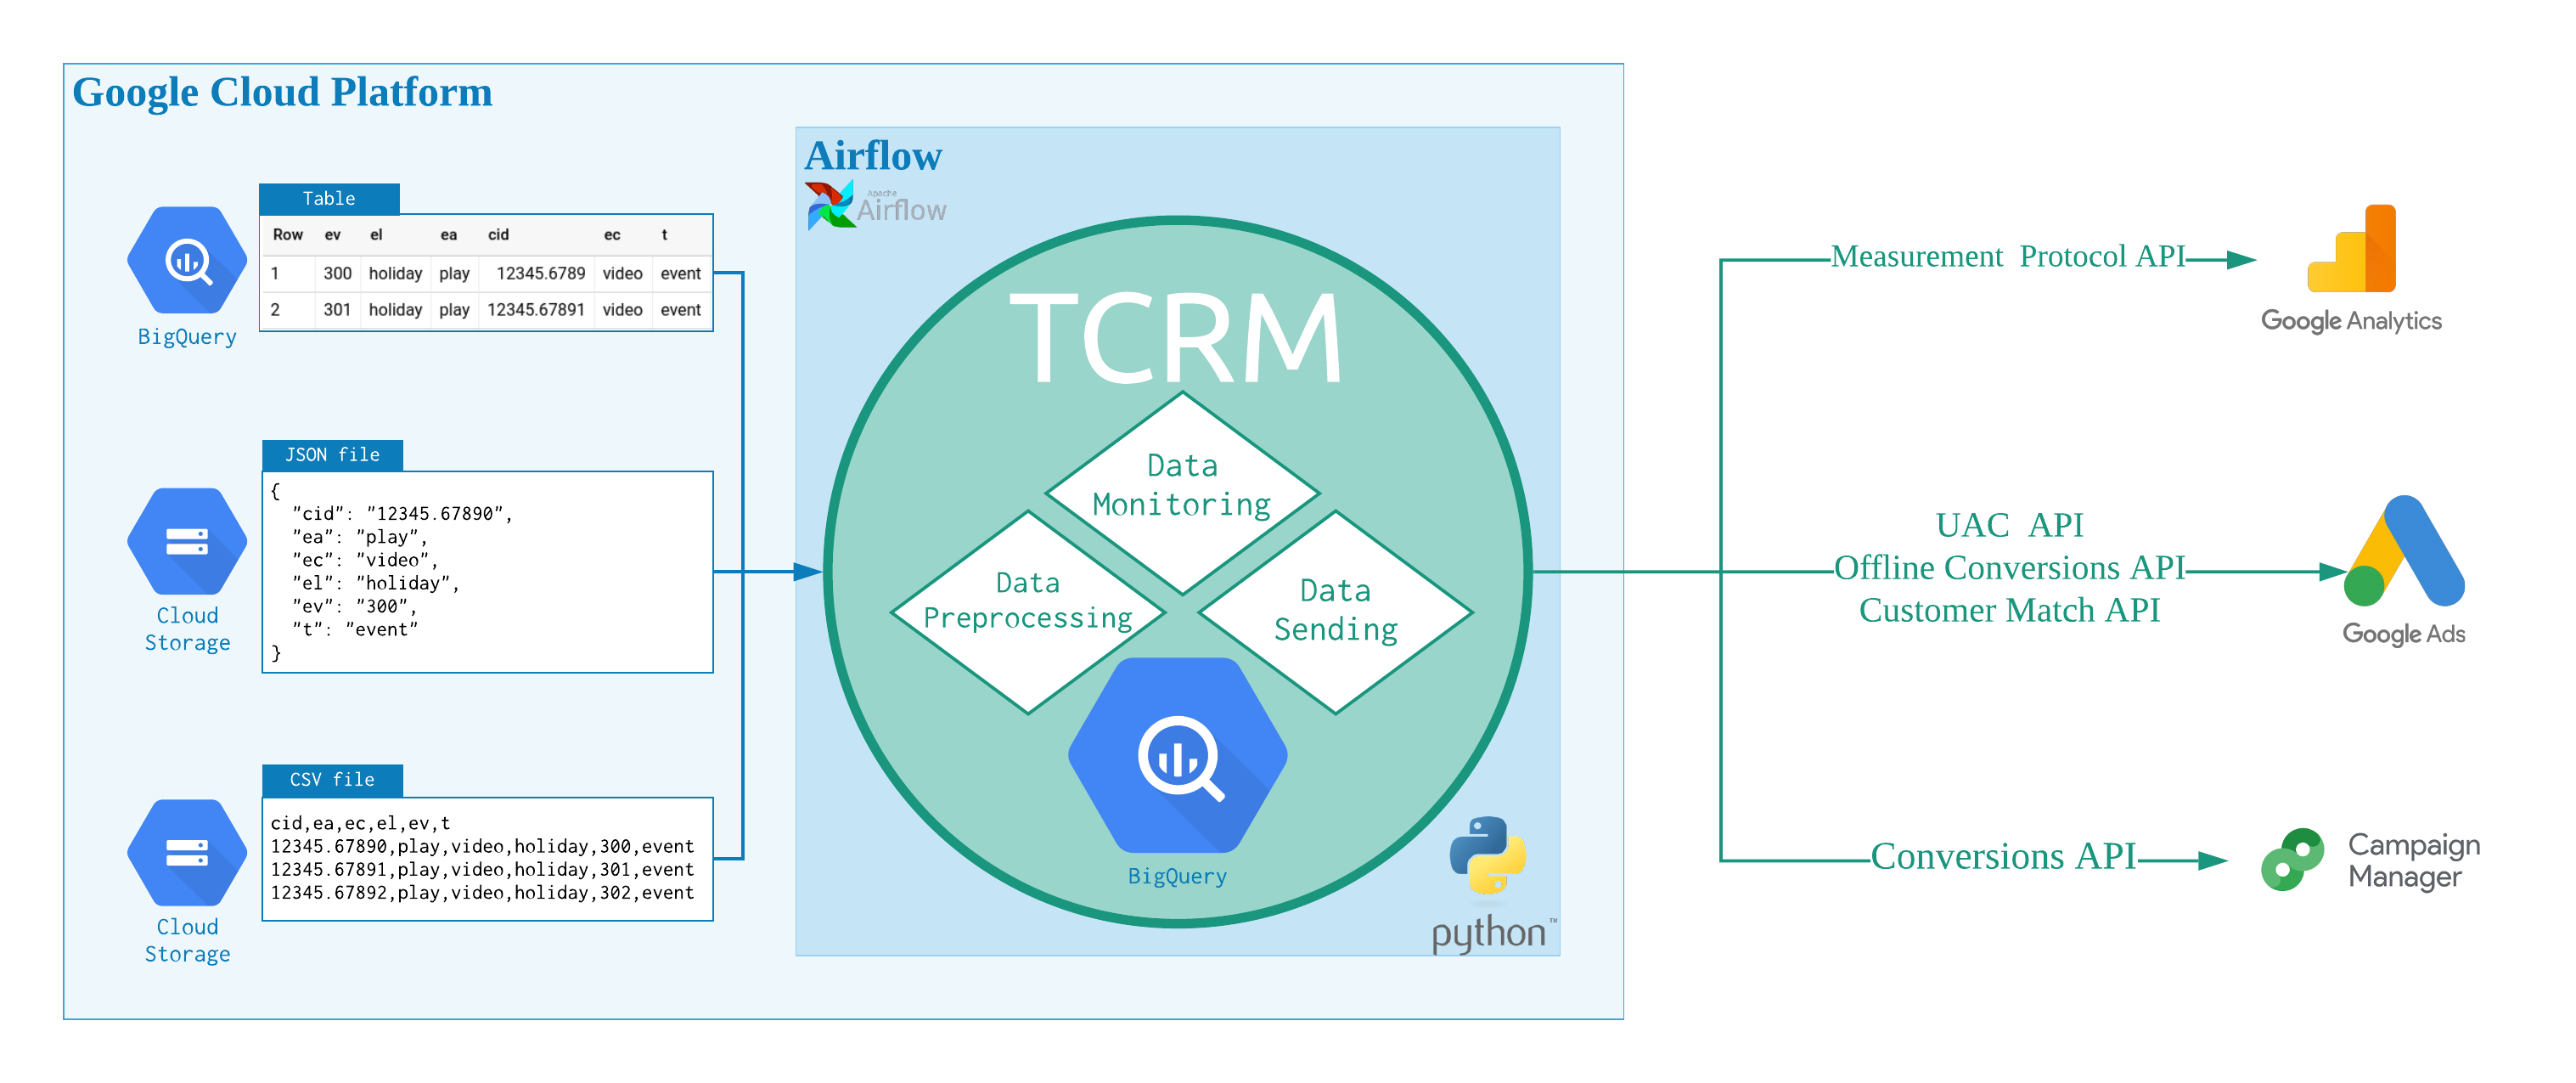 Google Cloud Platform
Table
Row ev el ea cid ec t
1 300 holiday play 12345.6789 video event
2 301 holiday play 12345.67891 video event
BigQuery
JSON file
{
"cid": "12345.67890",
"ea": "play",
"ec": "video",
"el": "holiday",
"ev": "300",
"t": "event"
}
Cloud
Storage
CSV file
cid,ea,ec,el,ev,t
12345.67890,play,video,holiday,300,event
12345.67891,play,video,holiday,301,event
12345.67892,play,video,holiday,302,event
Cloud
Storage
Airflow
Apache
Airflow
TCRM
Data
Monitoring
Data
Preprocessing
Data
Sending
BigQuery
python™
Measurement Protocol API
Google Analytics
UAC API
Offline Conversions API
Customer Match API
Google Ads
Conversions API
Campaign
Manager